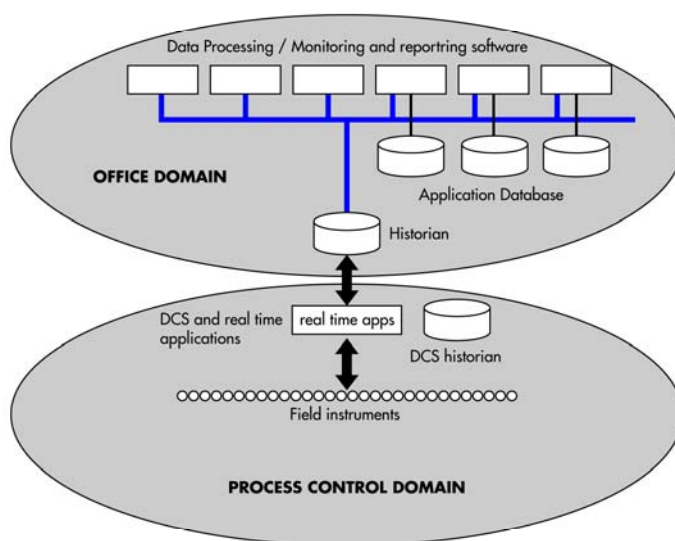 Data Processing / Monitoring and reportring software
OFFICE DOMAIN
Application Database
Historian
DCS and real time
applications
real time apps
DCS historian
Field instruments
PROCESS CONTROL DOMAIN